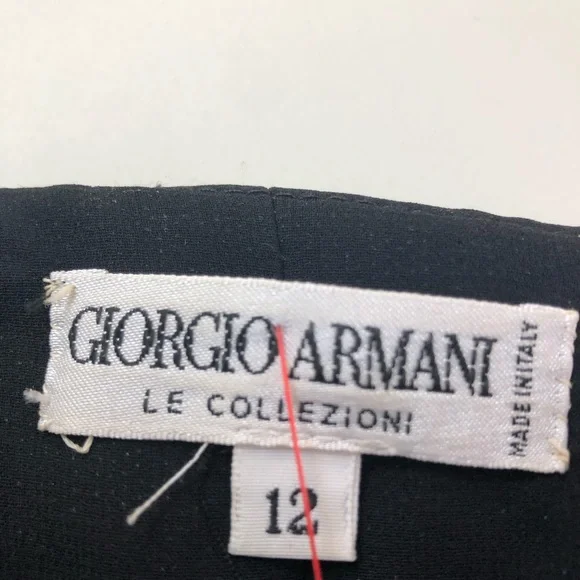 GIORGIO ARMANI
LE COLLEZIONI
MADE IN ITALY
12